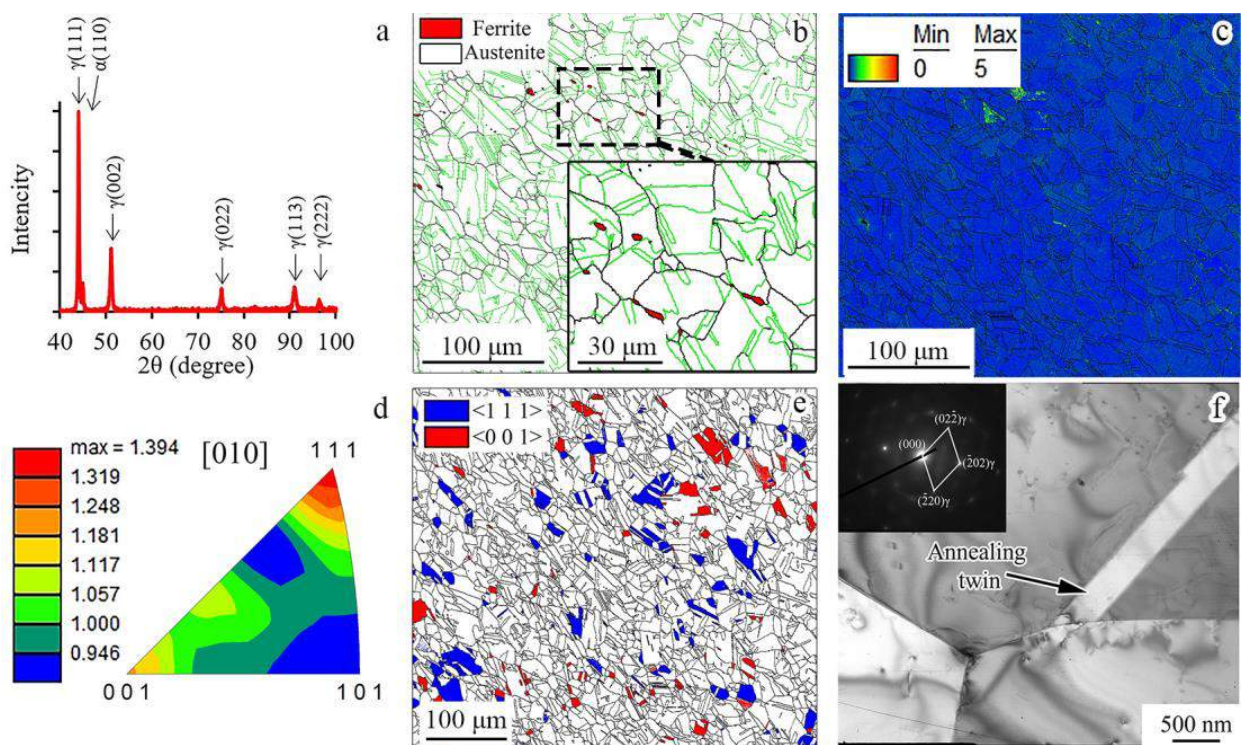 a
γ(111)
α(110)
γ(002)
γ(022)
γ(113)
γ(222)
Intencity
40 50 60 70 80 90 100
2θ (degree)
b
Ferrite
Austenite
100 μm
30 μm
c
Min Max
0 5
100 μm
d
max = 1.394
1.319
1.248
1.181
1.117
1.057
1.000
0.946
[010]
1 1 1
0 0 1
1 0 1
e
<1 1 1>
<0 0 1>
100 μm
f
(022̄)γ
(000)
(2̄02)γ
(2̄20)γ
Annealing
twin
500 nm